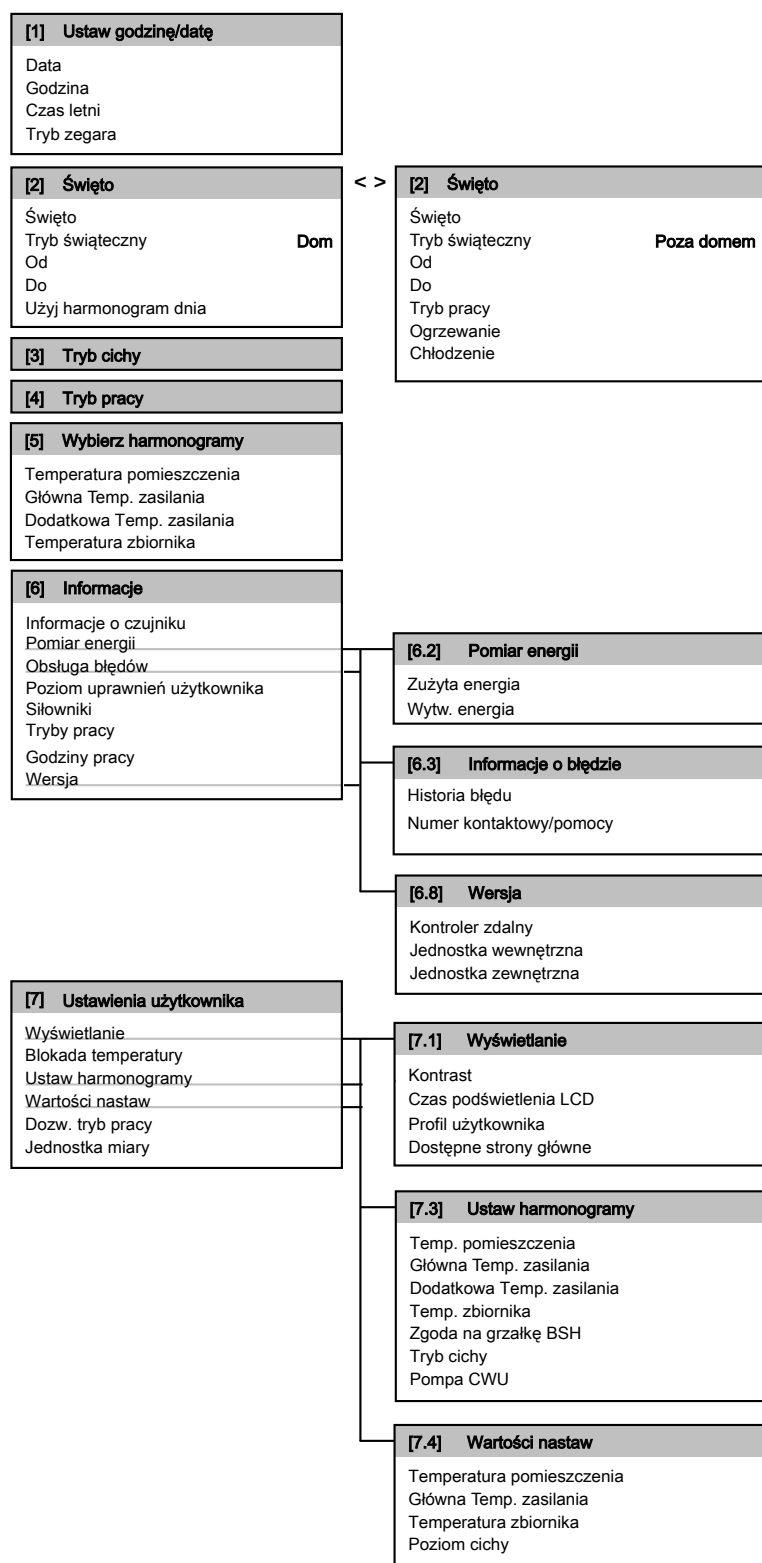 [1] Ustaw godzinę/datę
Data
Godzina
Czas letni
Tryb zegara
[2] Święto
Święto
Tryb świąteczny Dom
Od
Do
Użyj harmonogram dnia
< >
[2] Święto
Święto
Tryb świąteczny Poza domem
Od
Do
Tryb pracy
Ogrzewanie
Chłodzenie
[3] Tryb cichy
[4] Tryb pracy
[5] Wybierz harmonogramy
Temperatura pomieszczenia
Główna Temp. zasilania
Dodatkowa Temp. zasilania
Temperatura zbiornika
[6] Informacje
Informacje o czujniku
Pomiar energii
Obsługa błędów
Poziom uprawnień użytkownika
Siłowniki
Tryby pracy
Godziny pracy
Wersja
[6.2] Pomiar energii
Zużyta energia
Wytw. energia
[6.3] Informacje o błędzie
Historia błędu
Numer kontaktowy/pomocy
[6.8] Wersja
Kontroler zdalny
Jednostka wewnętrzna
Jednostka zewnętrzna
[7] Ustawienia użytkownika
Wyświetlanie
Blokada temperatury
Ustaw harmonogramy
Wartości nastaw
Dozw. tryb pracy
Jednostka miary
[7.1] Wyświetlanie
Kontrast
Czas podświetlenia LCD
Profil użytkownika
Dostępne strony główne
[7.3] Ustaw harmonogramy
Temp. pomieszczenia
Główna Temp. zasilania
Dodatkowa Temp. zasilania
Temp. zbiornika
Zgoda na grzałkę BSH
Tryb cichy
Pompa CWU
[7.4] Wartości nastaw
Temperatura pomieszczenia
Główna Temp. zasilania
Temperatura zbiornika
Poziom cichy